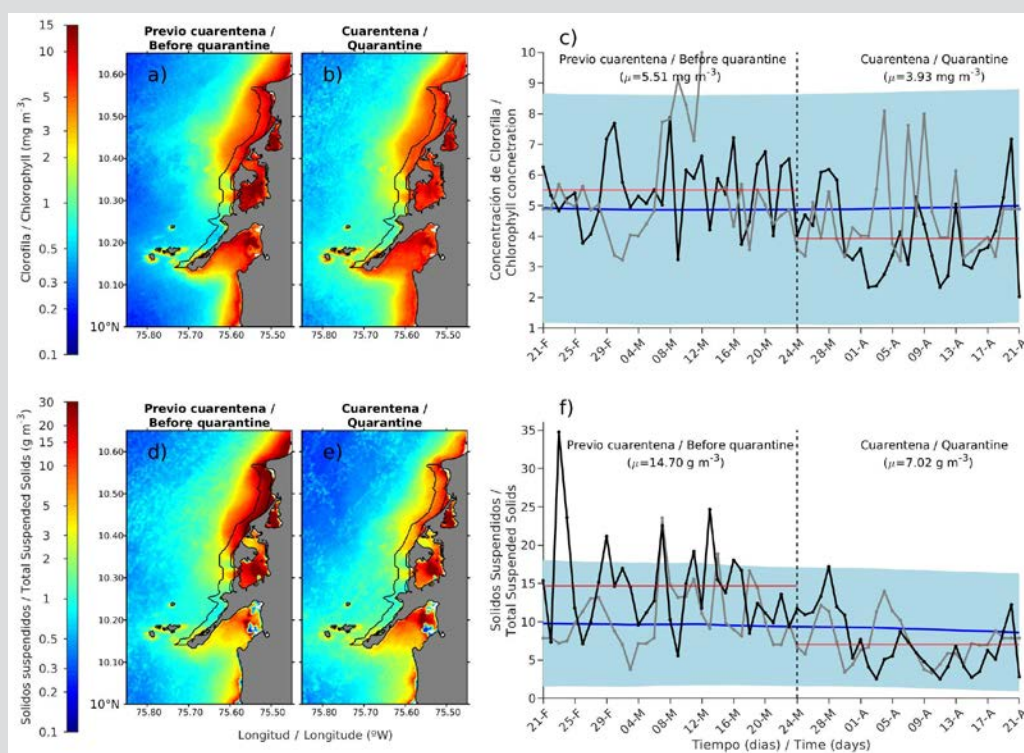 Previo cuarentena /
Before quarantine
Cuarentena /
Quarantine
a)
b)
Clorofila / Chlorophyll (mg m⁻³)
15
10
5
3
2
1
0.5
0.3
0.2
0.1
10.60
10.50
10.40
10.30
10.20
10.10
10°N
75.80
75.70
75.60
75.50
75.80
75.70
75.60
75.50
c)
Previo cuarentena / Before quarantine
(μ=5.51 mg m⁻³)
Cuarentena / Quarantine
(μ=3.93 mg m⁻³)
Concentración de Clorofila /
Chlorophyll concnetration
10
9
8
7
6
5
4
3
2
1
21-F
25-F
29-F
04-M
08-M
12-M
16-M
20-M
24-M
28-M
01-A
05-A
09-A
13-A
17-A
21-A
Previo cuarentena /
Before quarantine
Cuarentena /
Quarantine
d)
e)
Solidos suspendidos / Total Suspended Solids (g m⁻³)
30
20
15
10
5
3
2
1
0.5
0.3
0.2
0.1
10.60
10.50
10.40
10.30
10.20
10.10
10°N
75.80
75.70
75.60
75.50
75.80
75.70
75.60
75.50
Longitud / Longitude (ºW)
f)
Previo cuarentena / Before quarantine
(μ=14.70 g m⁻³)
Cuarentena / Quarantine
(μ=7.02 g m⁻³)
Solidos Suspendidos /
Total Suspended Solids
35
30
25
20
15
10
5
0
21-F
25-F
29-F
04-M
08-M
12-M
16-M
20-M
24-M
28-M
01-A
05-A
09-A
13-A
17-A
21-A
Tiempo (dias) / Time (days)